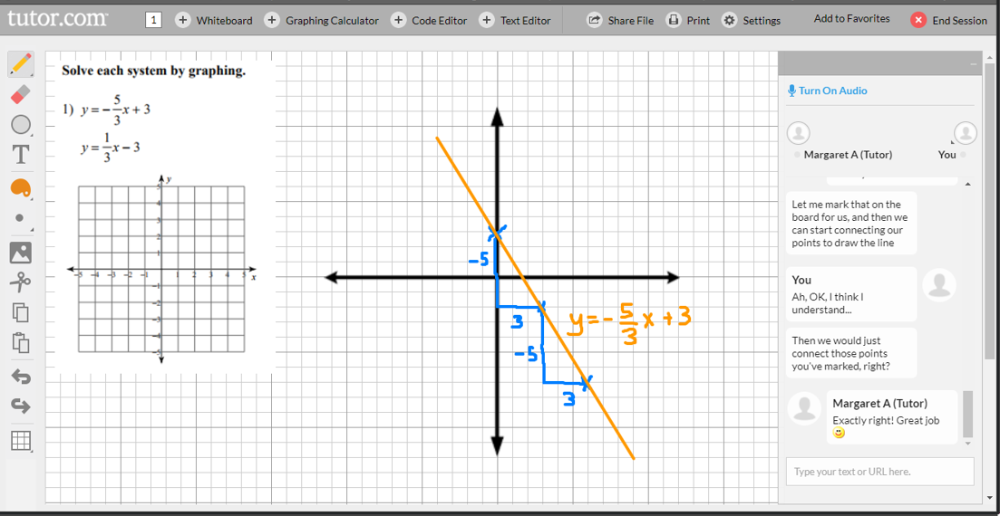 tutor.com
1 + Whiteboard + Graphing Calculator + Code Editor + Text Editor Share File Print Settings Add to Favorites × End Session
Solve each system by graphing.
1) y = -5/3x + 3
y = 1/3x - 3
y
5
4
3
2
1
-5 -4 -3 -2 -1 1 2 3 4 5 x
-1
-2
-3
-4
-5
-5
3
-5
3
y = -5/3 x + 3
T
Turn On Audio
Margaret A (Tutor) You
Let me mark that on the
board for us, and then we
can start connecting our
points to draw the line
You
Ah, OK, I think I
understand...
Then we would just
connect those points
you've marked, right?
Margaret A (Tutor)
Exactly right! Great job
Type your text or URL here.